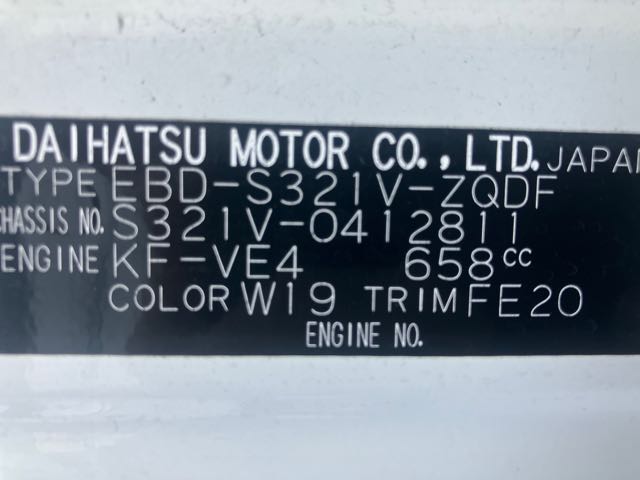 DAIHATSU MOTOR CO., LTD. JAPAN
TYPE EBD-S321V-ZQDF
CHASSIS NO. S321V-0412811
ENGINE KF-VE4 658cc
COLOR W19 TRIM FE20
ENGINE NO.